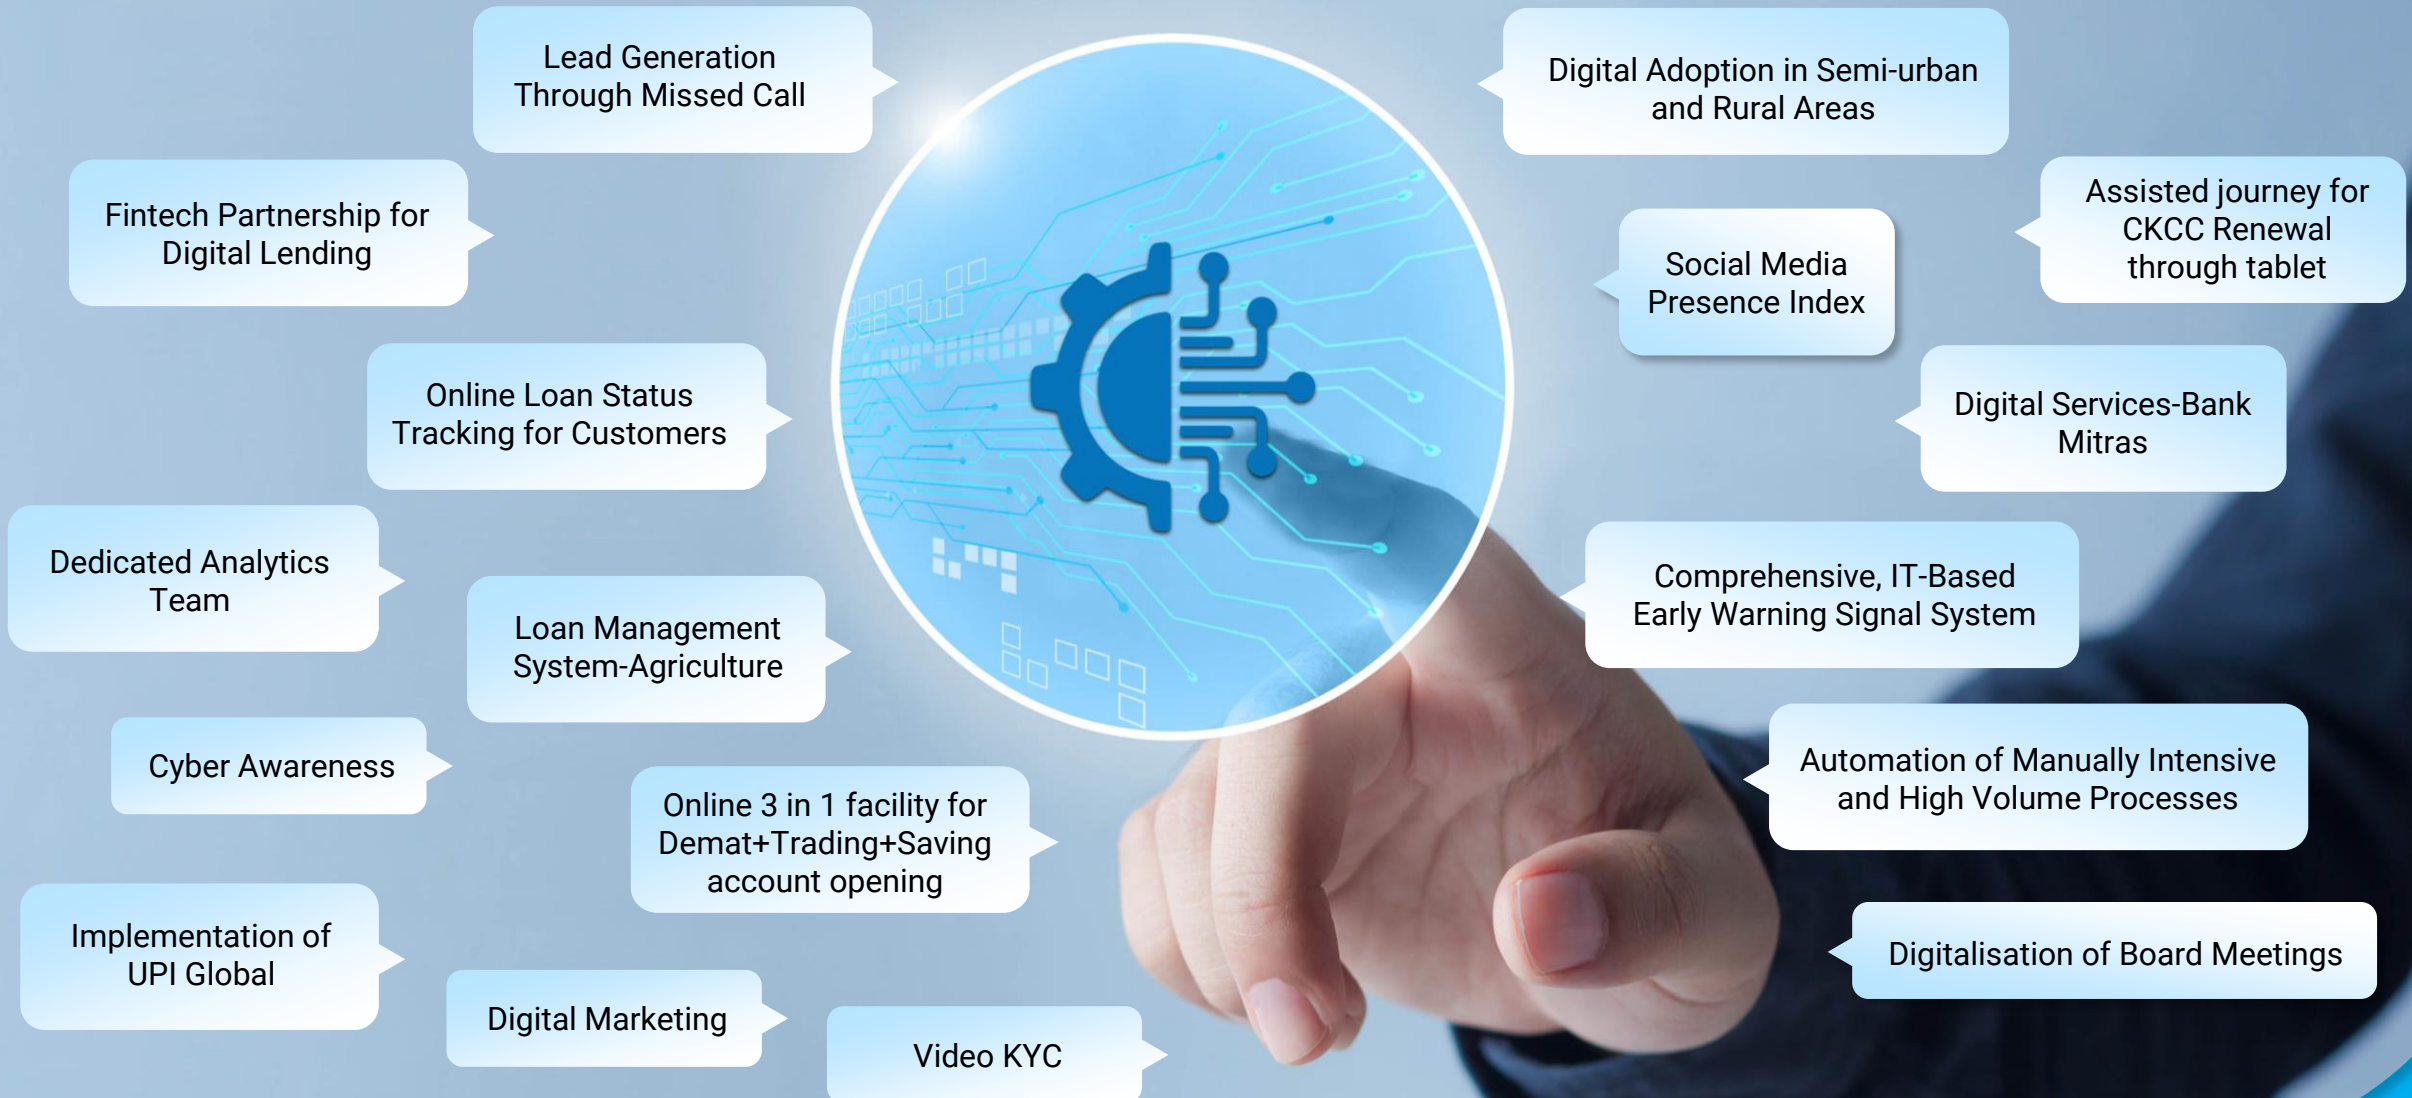 Lead Generation
Through Missed Call
Digital Adoption in Semi-urban
and Rural Areas
Fintech Partnership for
Digital Lending
Assisted journey for
CKCC Renewal
through tablet
Social Media
Presence Index
Online Loan Status
Tracking for Customers
Digital Services-Bank
Mitras
Dedicated Analytics
Team
Comprehensive, IT-Based
Early Warning Signal System
Loan Management
System-Agriculture
Cyber Awareness
Automation of Manually Intensive
and High Volume Processes
Online 3 in 1 facility for
Demat+Trading+Saving
account opening
Implementation of
UPI Global
Digitalisation of Board Meetings
Digital Marketing
Video KYC